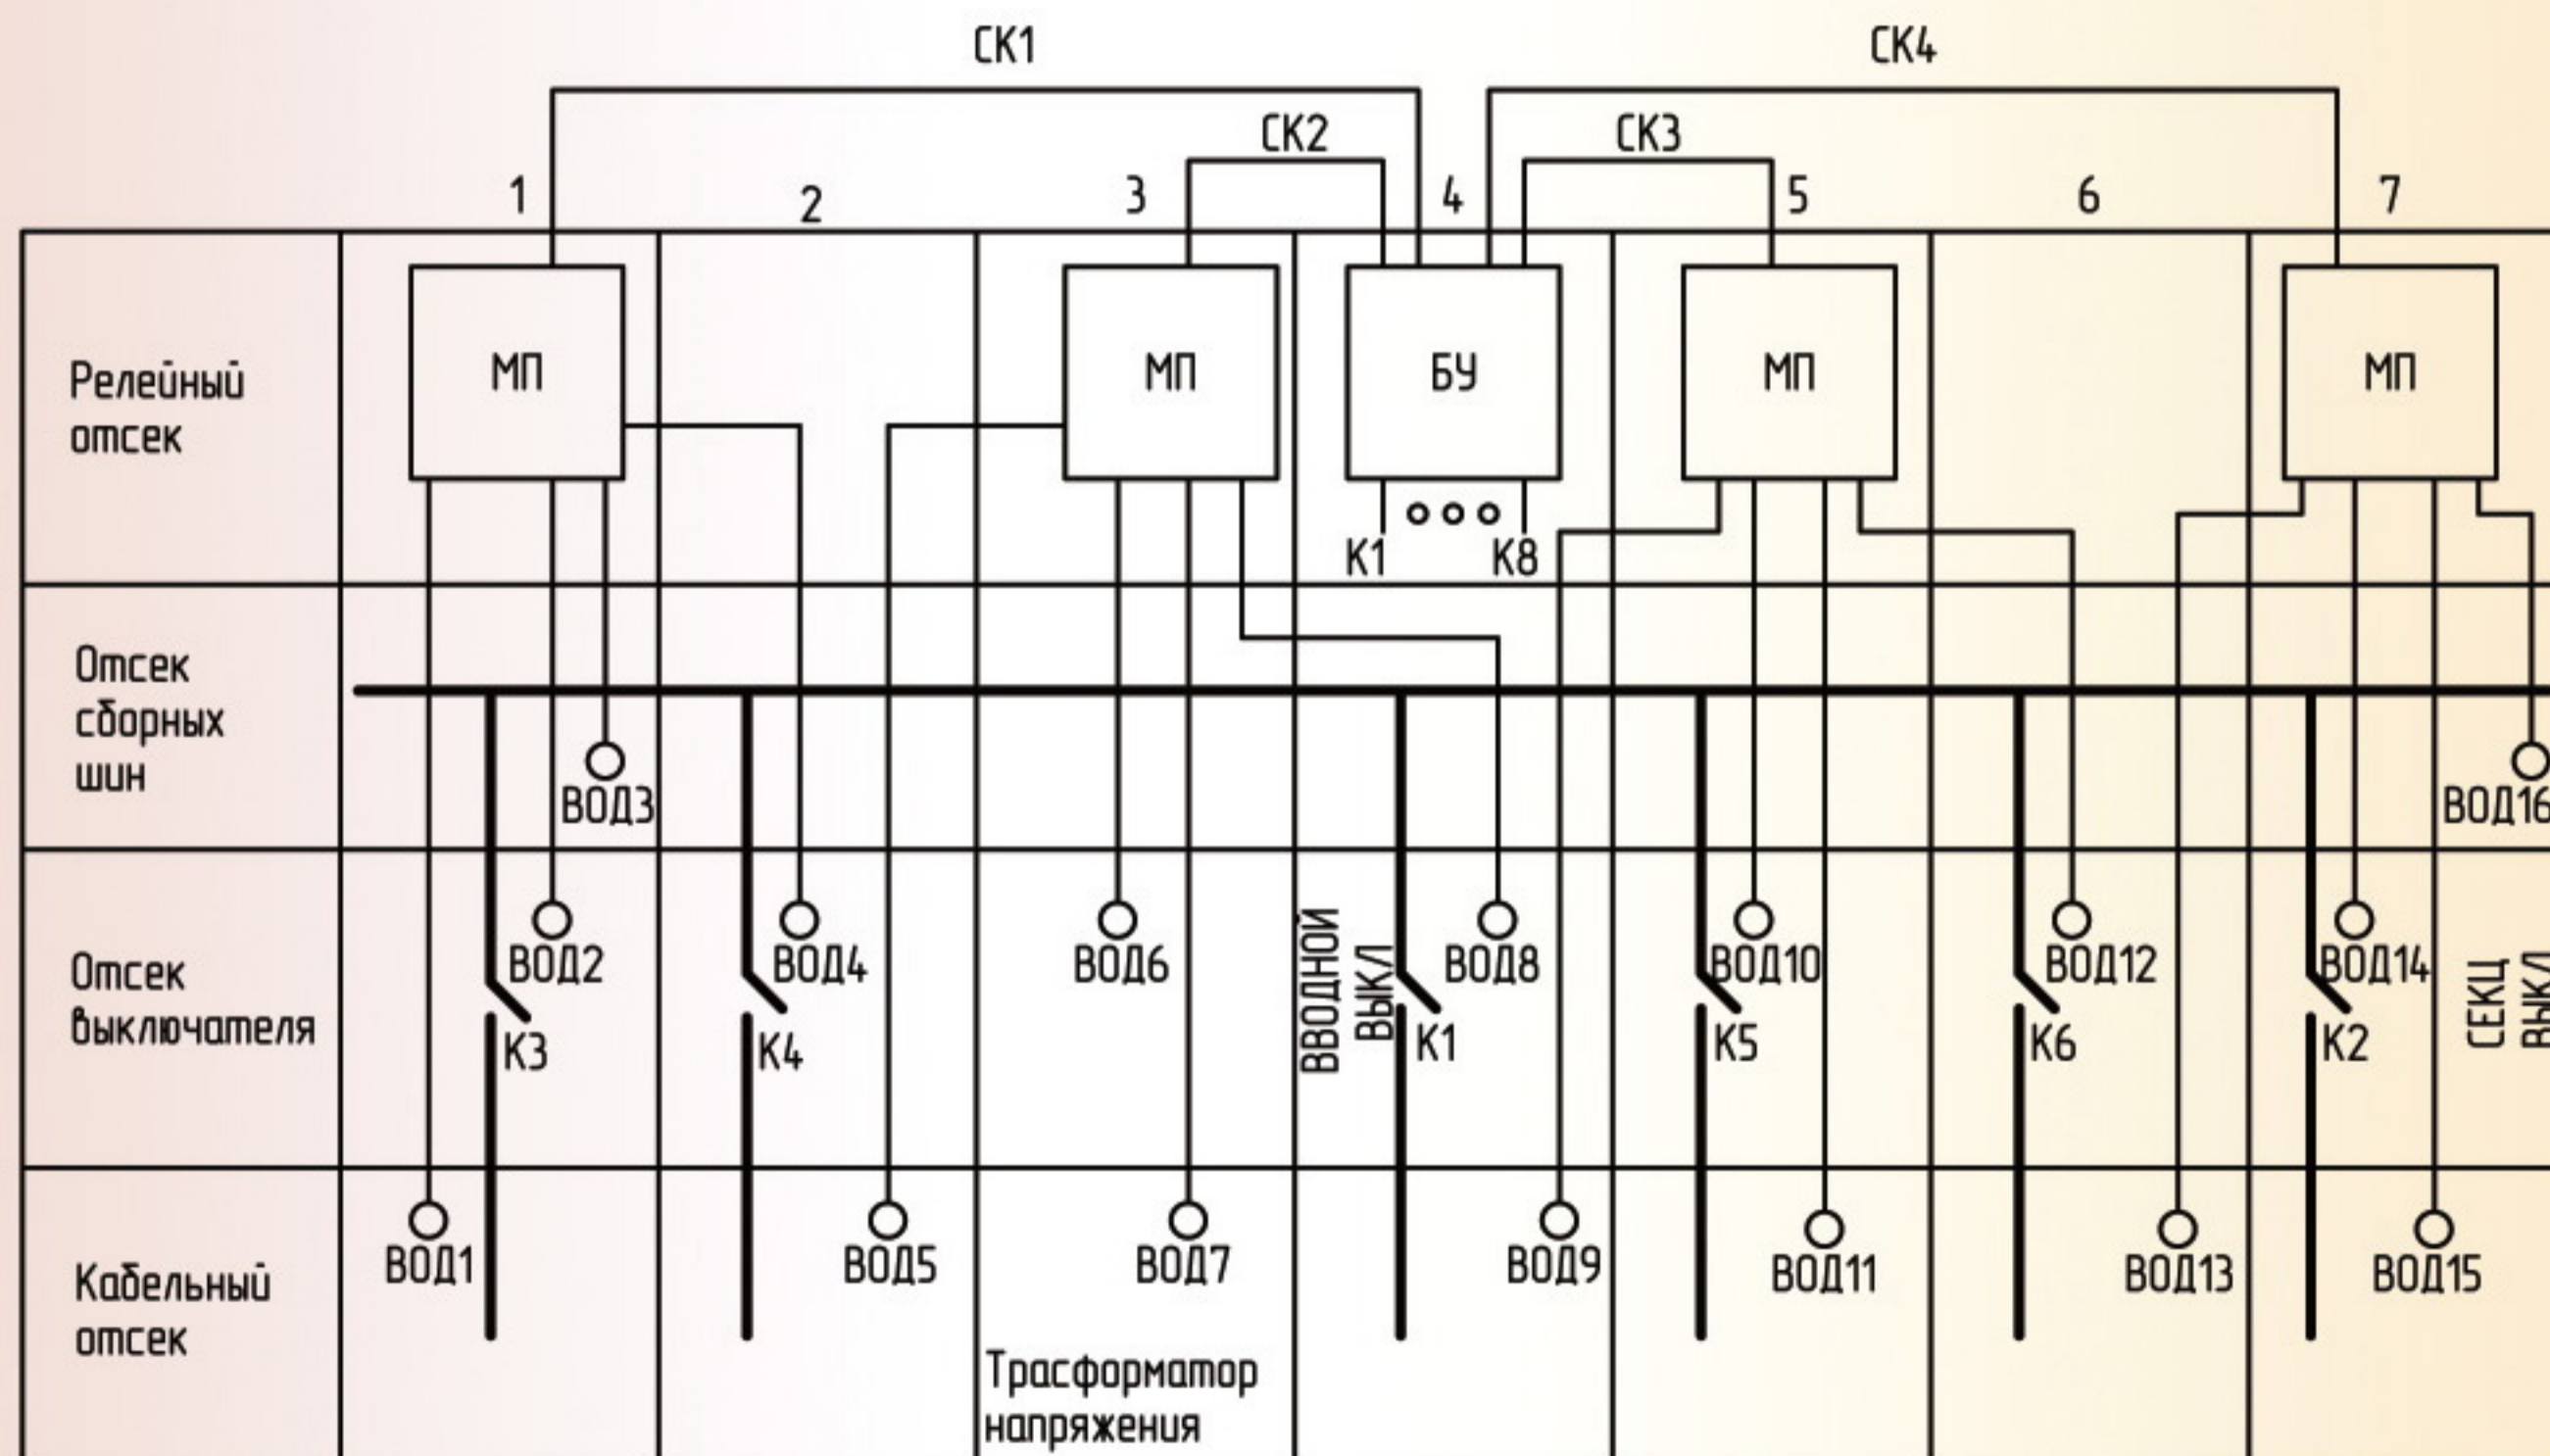 СК1
СК4
СК2
СК3
1
2
3
4
5
6
7
МП
МП
БУ
МП
МП
Релейный
отсек
К1
К8
Отсек
сборных
шин
ВОД3
ВОД16
Отсек
выключателя
ВОД2
ВОД4
ВОД6
ВВОДНОЙ
ВЫКЛ
ВОД8
ВОД10
ВОД12
ВОД14
СЕКЦ
ВЫКЛ
К3
К4
К1
К5
К6
К2
Кабельный
отсек
ВОД1
ВОД5
ВОД7
ВОД9
ВОД11
ВОД13
ВОД15
Трасформатор
напряжения